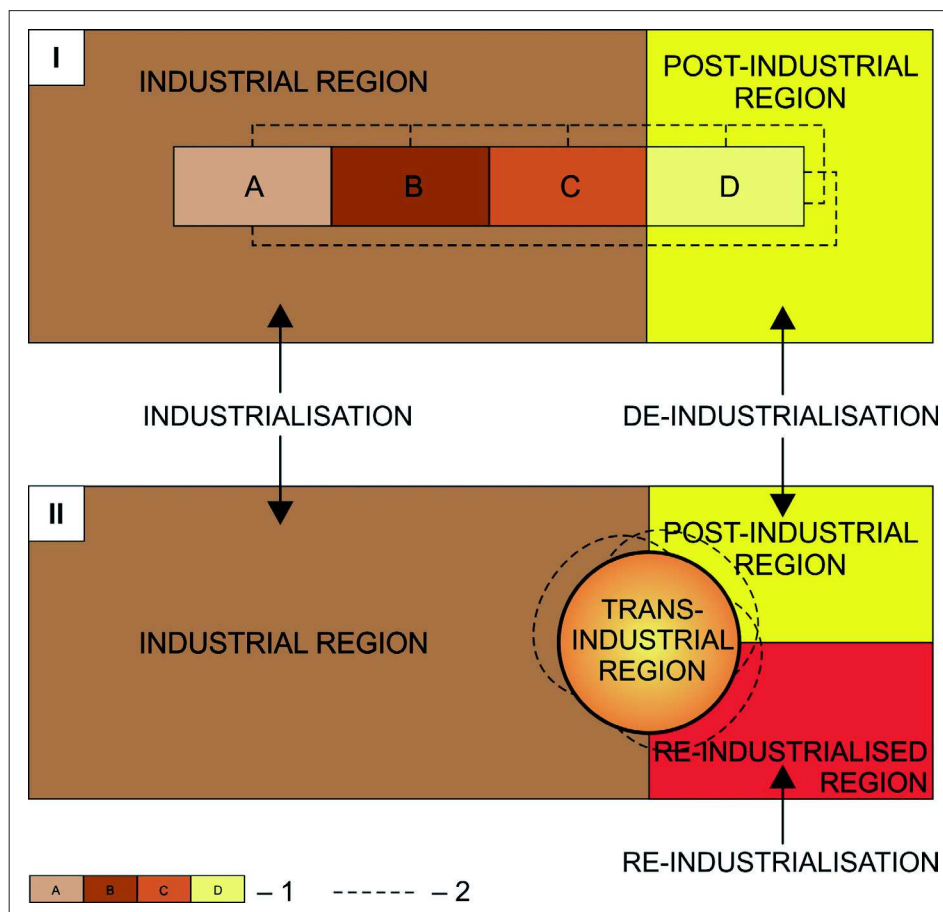 I
INDUSTRIAL REGION
POST-INDUSTRIAL
REGION
A
B
C
D
INDUSTRIALISATION
DE-INDUSTRIALISATION
II
POST-INDUSTRIAL
REGION
INDUSTRIAL REGION
TRANS-
INDUSTRIAL
REGION
RE-INDUSTRIALISED
REGION
RE-INDUSTRIALISATION
A B C D – 1 – 2